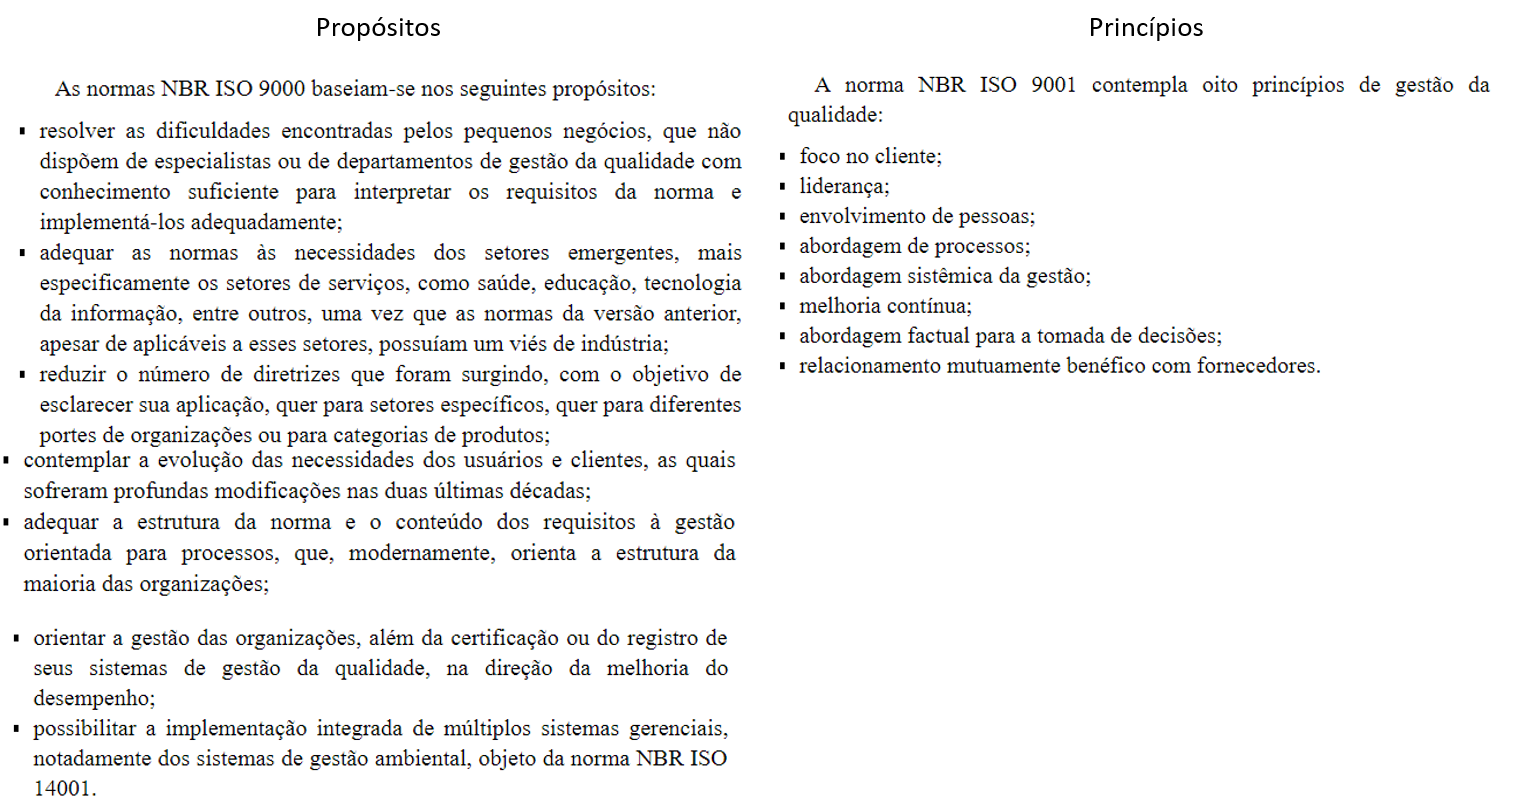 Propósitos
As normas NBR ISO 9000 baseiam-se nos seguintes propósitos:
▪ resolver as dificuldades encontradas pelos pequenos negócios, que não
dispõem de especialistas ou de departamentos de gestão da qualidade com
conhecimento suficiente para interpretar os requisitos da norma e
implementá-los adequadamente;
▪ adequar as normas às necessidades dos setores emergentes, mais
especificamente os setores de serviços, como saúde, educação, tecnologia
da informação, entre outros, uma vez que as normas da versão anterior,
apesar de aplicáveis a esses setores, possuíam um viés de indústria;
▪ reduzir o número de diretrizes que foram surgindo, com o objetivo de
esclarecer sua aplicação, quer para setores específicos, quer para diferentes
portes de organizações ou para categorias de produtos;
▪ contemplar a evolução das necessidades dos usuários e clientes, as quais
sofreram profundas modificações nas duas últimas décadas;
▪ adequar a estrutura da norma e o conteúdo dos requisitos à gestão
orientada para processos, que, modernamente, orienta a estrutura da
maioria das organizações;
▪ orientar a gestão das organizações, além da certificação ou do registro de
seus sistemas de gestão da qualidade, na direção da melhoria do
desempenho;
▪ possibilitar a implementação integrada de múltiplos sistemas gerenciais,
notadamente dos sistemas de gestão ambiental, objeto da norma NBR ISO
14001.
Princípios
A norma NBR ISO 9001 contempla oito princípios de gestão da
qualidade:
▪ foco no cliente;
▪ liderança;
▪ envolvimento de pessoas;
▪ abordagem de processos;
▪ abordagem sistêmica da gestão;
▪ melhoria contínua;
▪ abordagem factual para a tomada de decisões;
▪ relacionamento mutuamente benéfico com fornecedores.